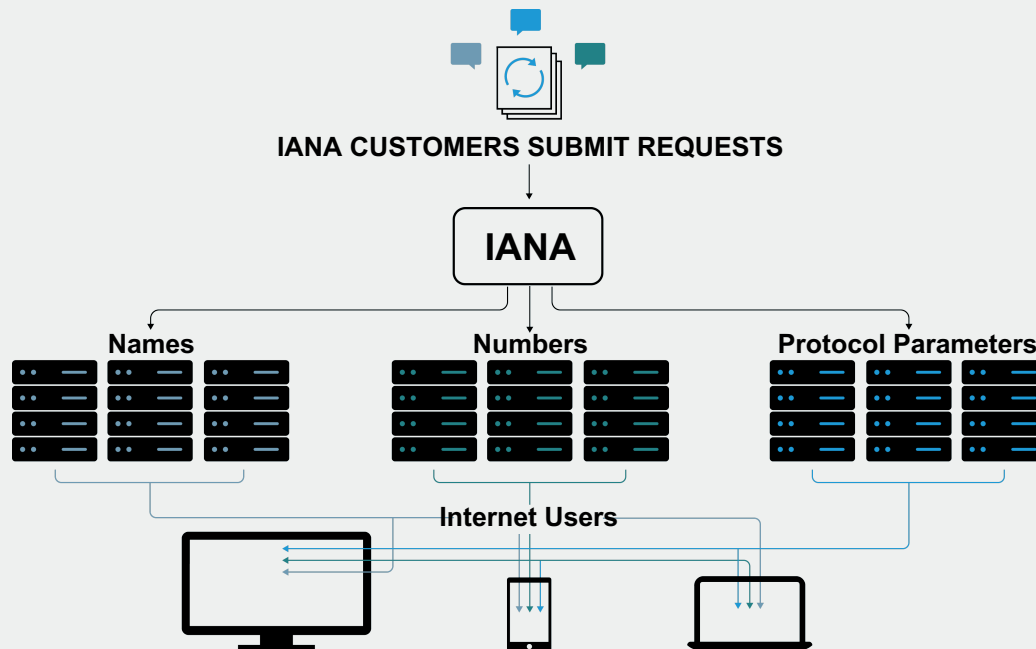 IANA CUSTOMERS SUBMIT REQUESTS
IANA
Names
Numbers
Protocol Parameters
Internet Users